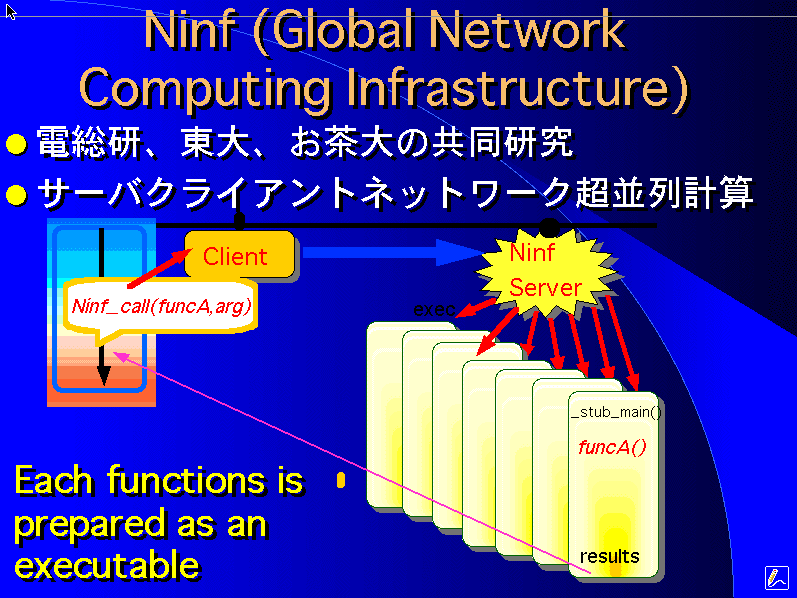 Ninf (Global Network
Computing Infrastructure)
電総研、東大、お茶大の共同研究
サーバクライアントネットワーク超並列計算
Client
Ninf
Server
Ninf_call(funcA,arg)
exec
_stub_main()
funcA()
Each functions is
prepared as an
executable
results